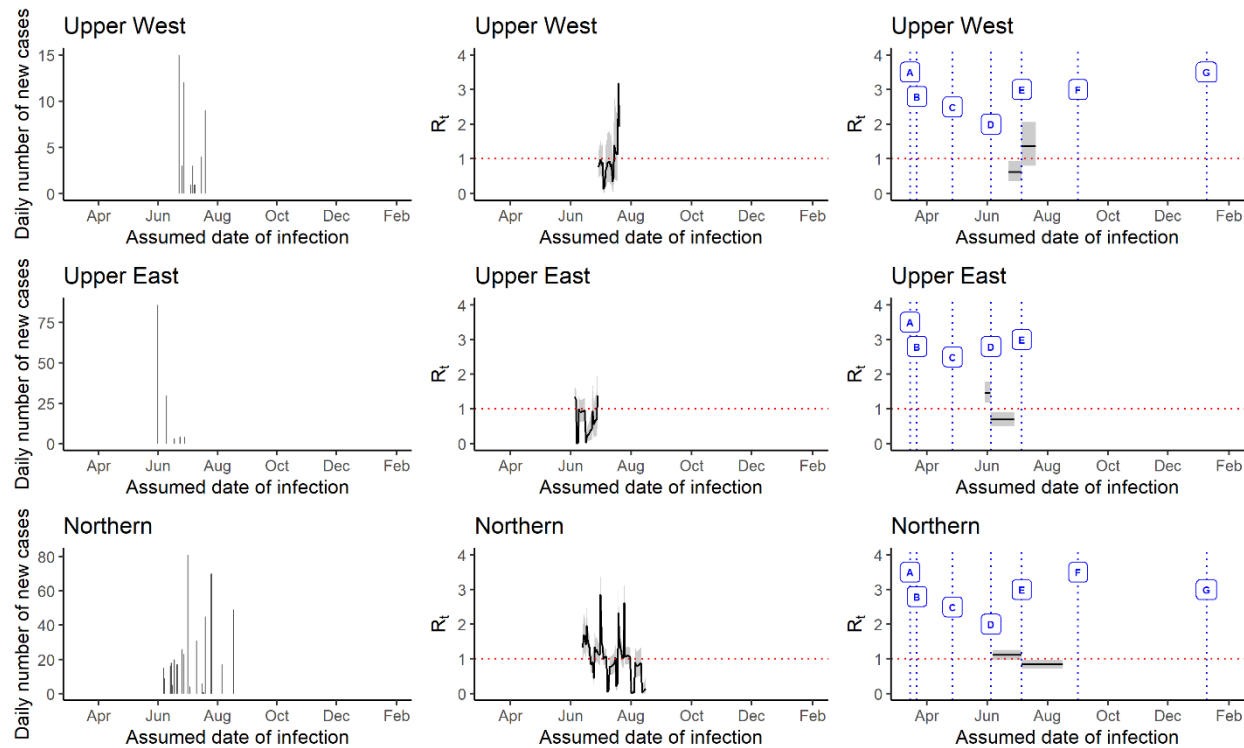 Upper West
Daily number of new cases
15
10
5
0
Apr Jun Aug Oct Dec Feb
Assumed date of infection
Upper West
Rt
4
3
2
1
0
Apr Jun Aug Oct Dec Feb
Assumed date of infection
Upper West
Rt
4
3
2
1
0
A
B
C
D
E
F
G
Apr Jun Aug Oct Dec Feb
Assumed date of infection
Upper East
Daily number of new cases
75
50
25
0
Apr Jun Aug Oct Dec Feb
Assumed date of infection
Upper East
Rt
4
3
2
1
0
Apr Jun Aug Oct Dec Feb
Assumed date of infection
Upper East
Rt
4
3
2
1
0
A
B
C
D
E
Apr Jun Aug Oct Dec Feb
Assumed date of infection
Northern
Daily number of new cases
80
60
40
20
0
Apr Jun Aug Oct Dec Feb
Assumed date of infection
Northern
Rt
4
3
2
1
0
Apr Jun Aug Oct Dec Feb
Assumed date of infection
Northern
Rt
4
3
2
1
0
A
B
C
D
E
F
G
Apr Jun Aug Oct Dec Feb
Assumed date of infection